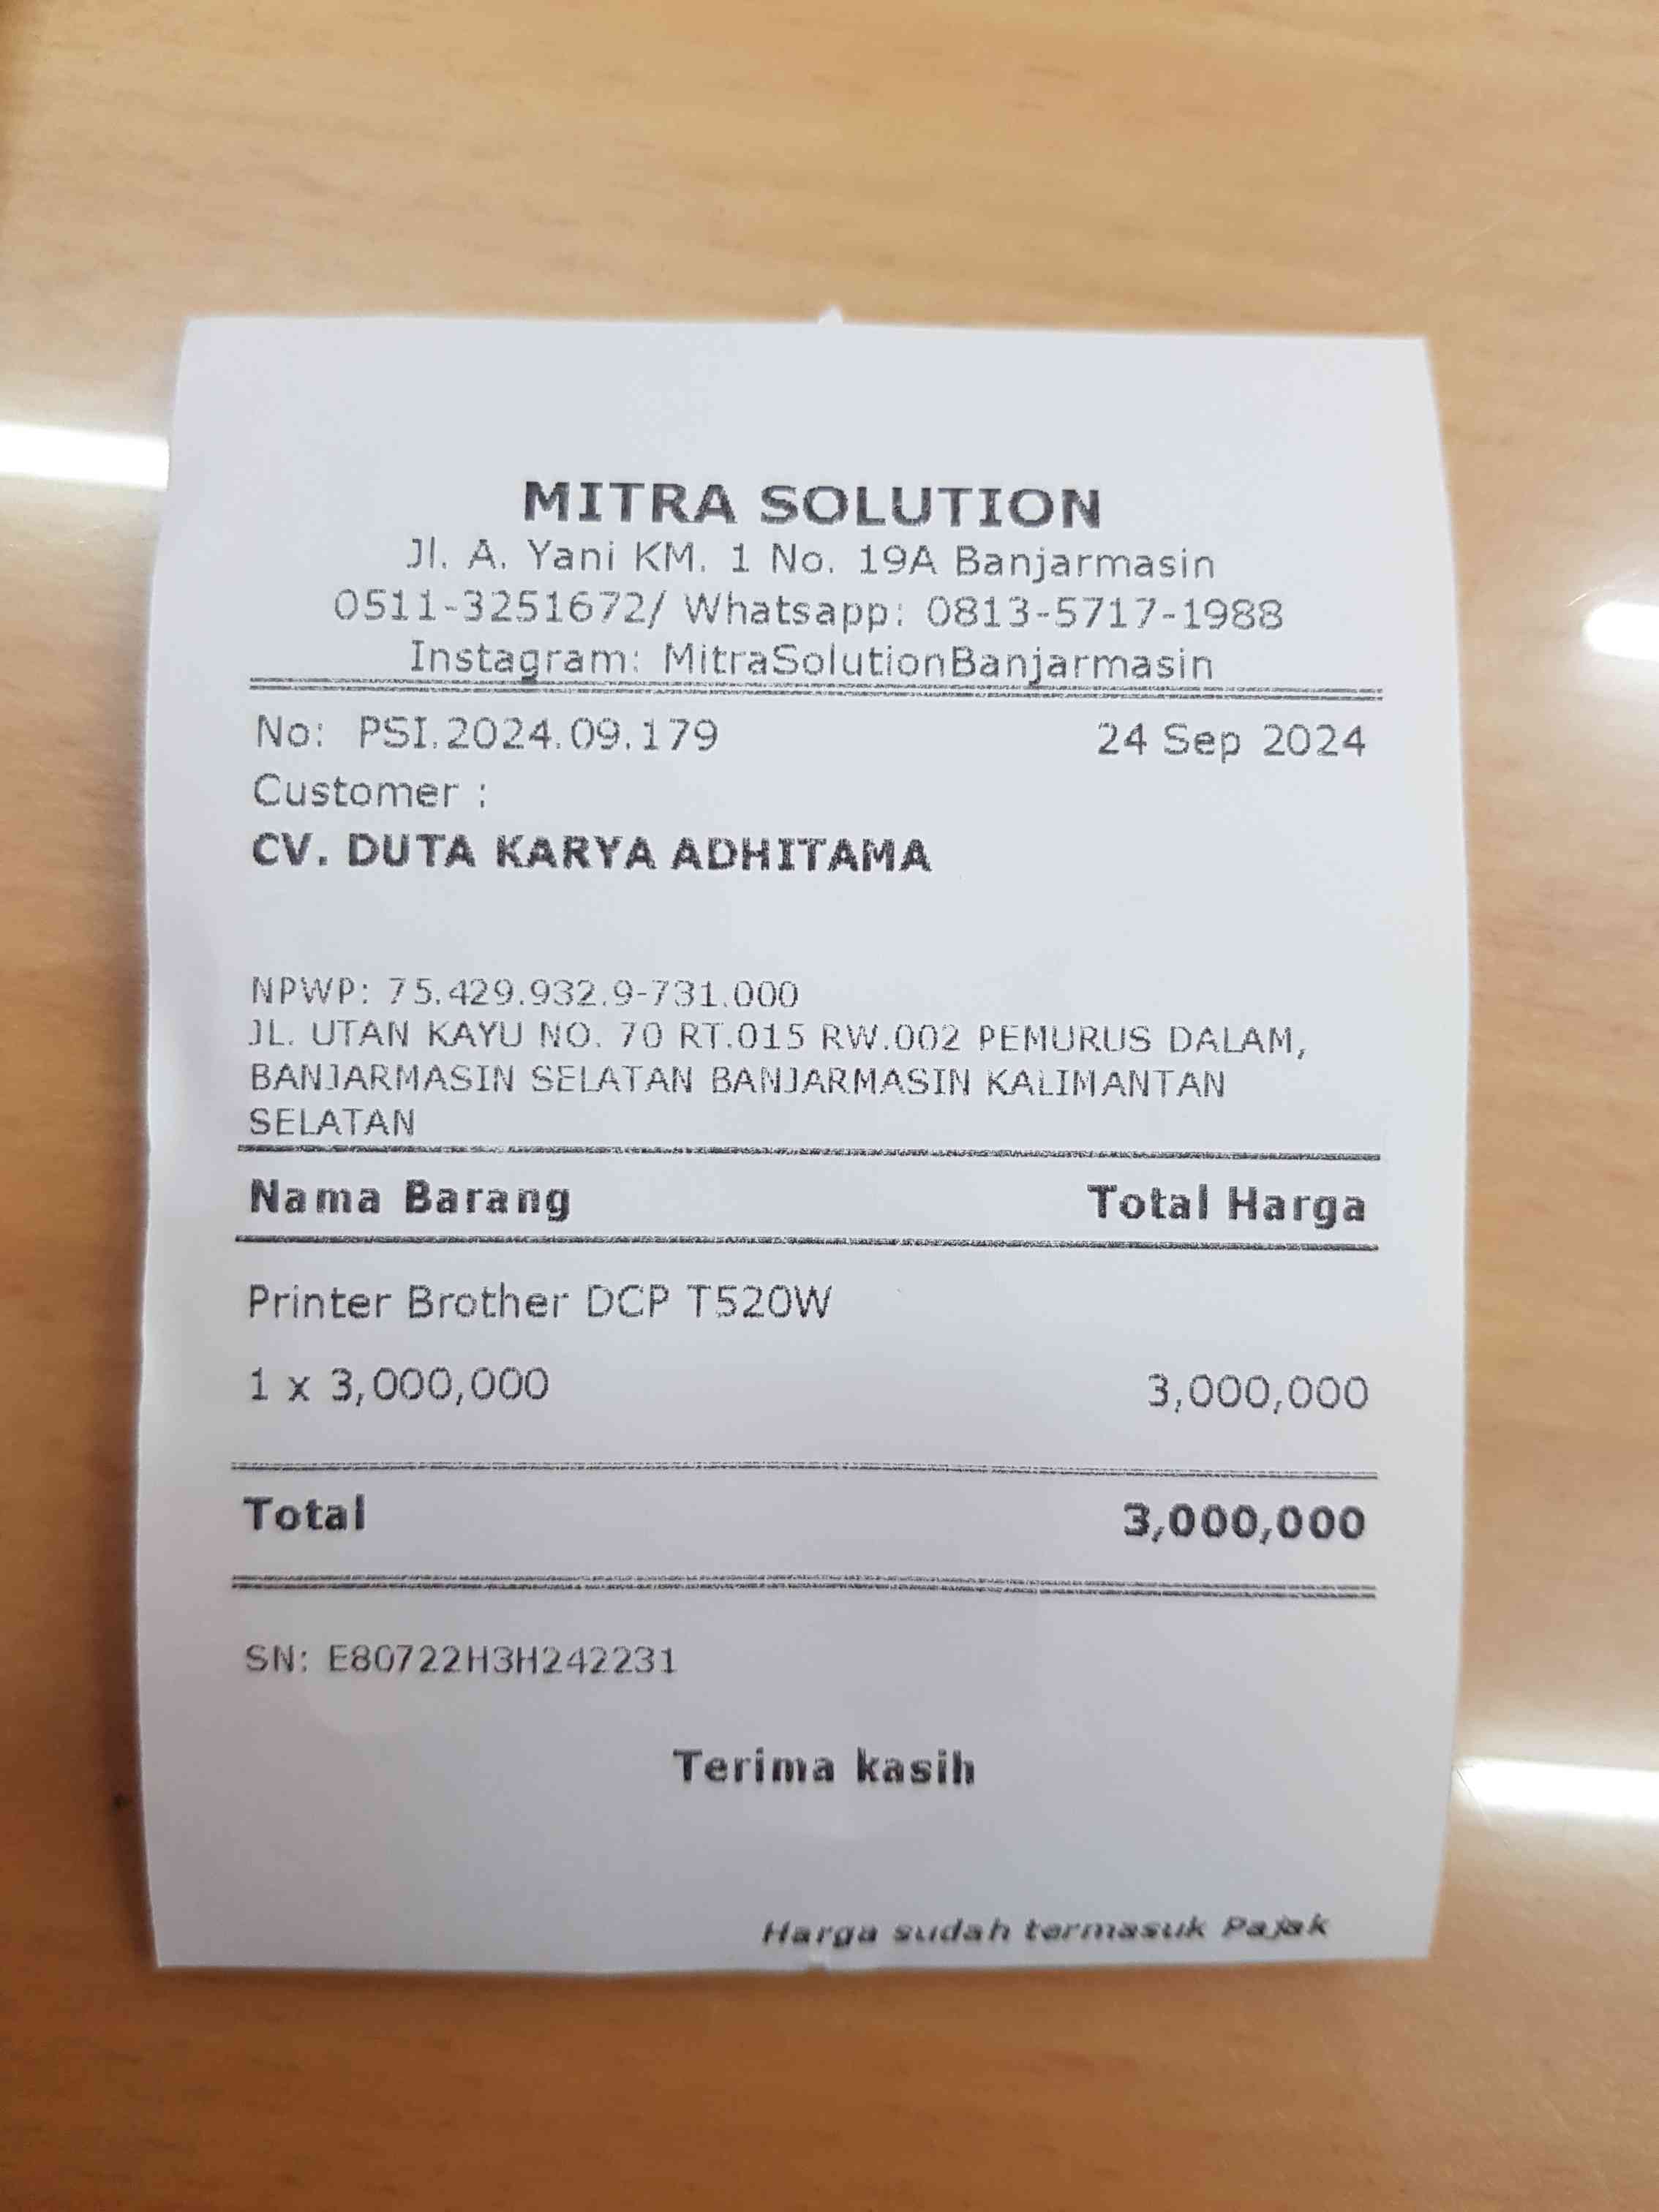 MITRA SOLUTION
Jl. A. Yani KM. 1 No. 19A Banjarmasin
0511-3251672/ Whatsapp: 0813-5717-1988
Instagram: MitraSolutionBanjarmasin
No: PSI.2024.09.179 24 Sep 2024
Customer :
CV. DUTA KARYA ADHITAMA
NPWP: 75.429.932.9-731.000
JL. UTAN KAYU NO. 70 RT.015 RW.002 PEMURUS DALAM,
BANJARMASIN SELATAN BANJARMASIN KALIMANTAN
SELATAN
Nama Barang Total Harga
Printer Brother DCP T520W
1 x 3,000,000 3,000,000
Total 3,000,000
SN: E80722H3H242231
Terima kasih
Harga sudah termasuk Pajak